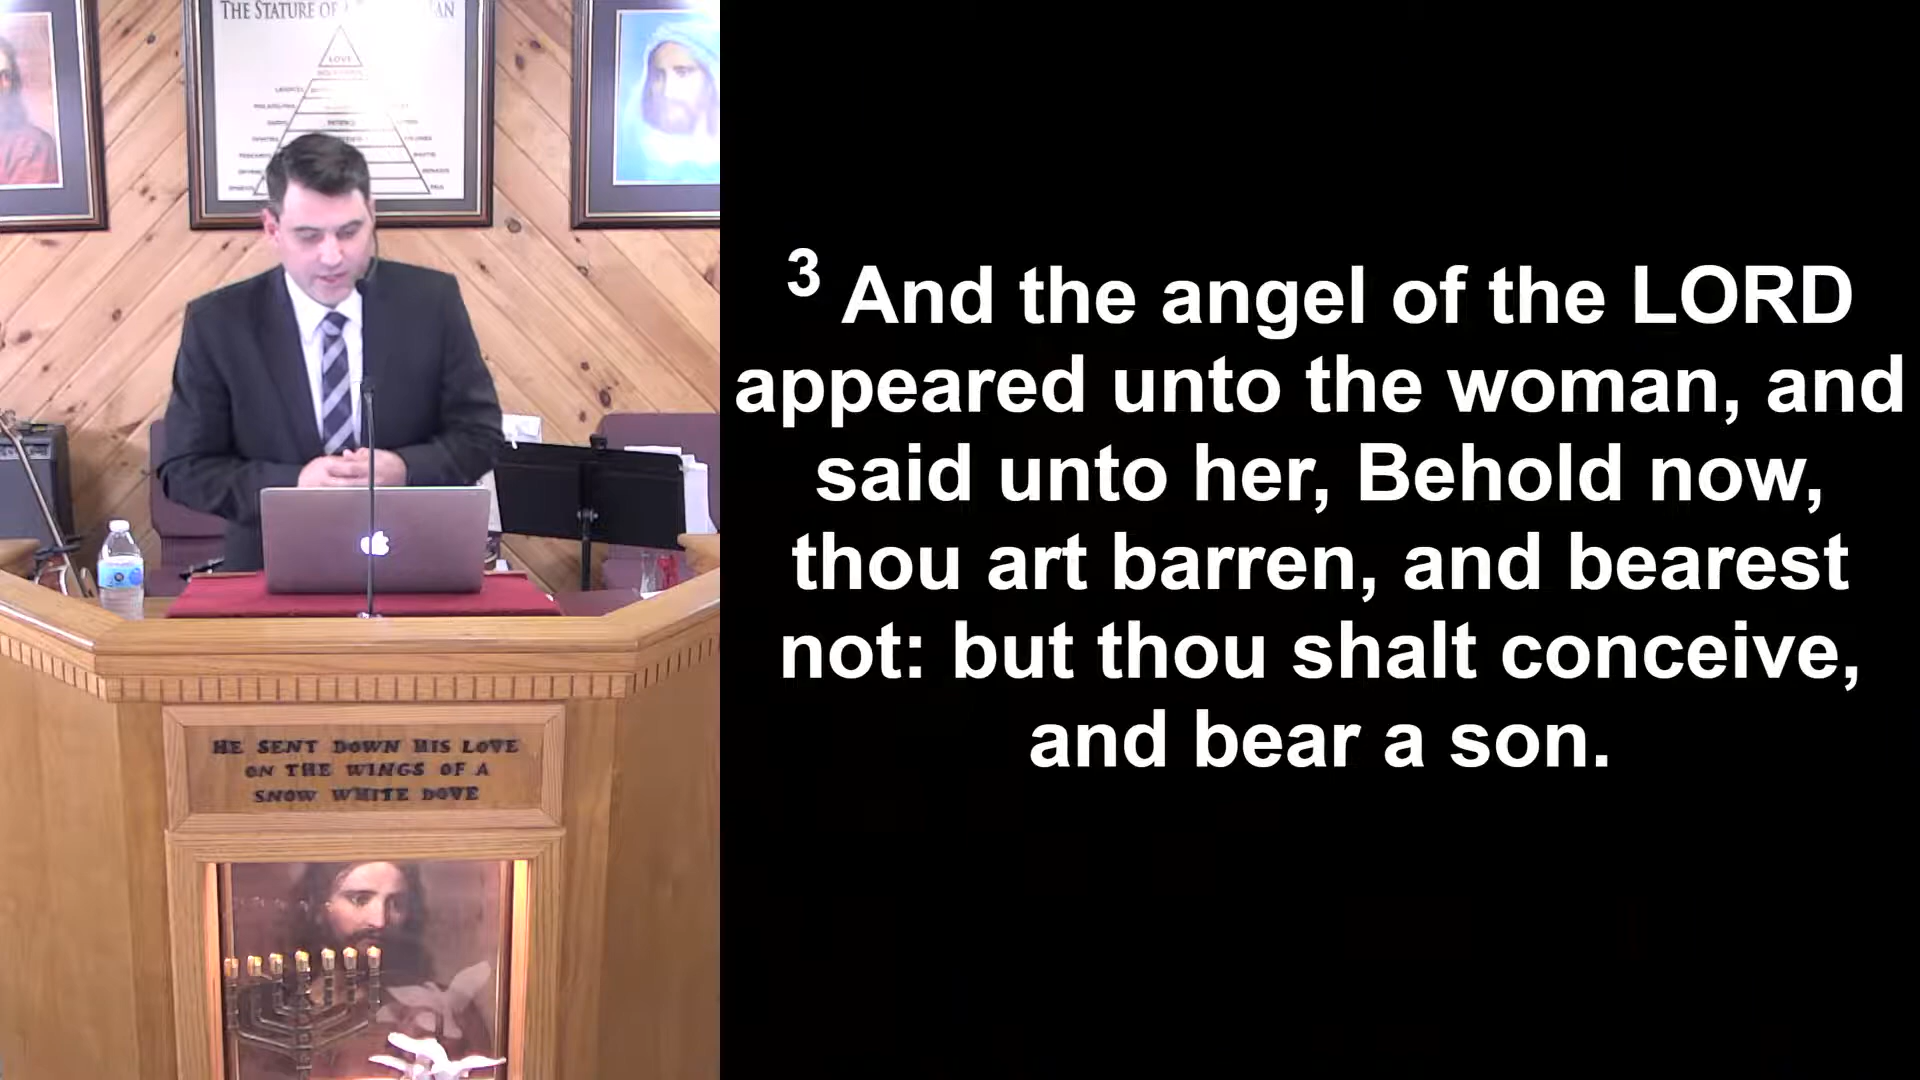 THE STATURE OF A
LOVE
3 And the angel of the LORD
appeared unto the woman, and
said unto her, Behold now,
thou art barren, and bearest
not: but thou shalt conceive,
and bear a son.
HE SENT DOWN HIS LOVE
ON THE WINGS OF A
SNOW WHITE DOVE